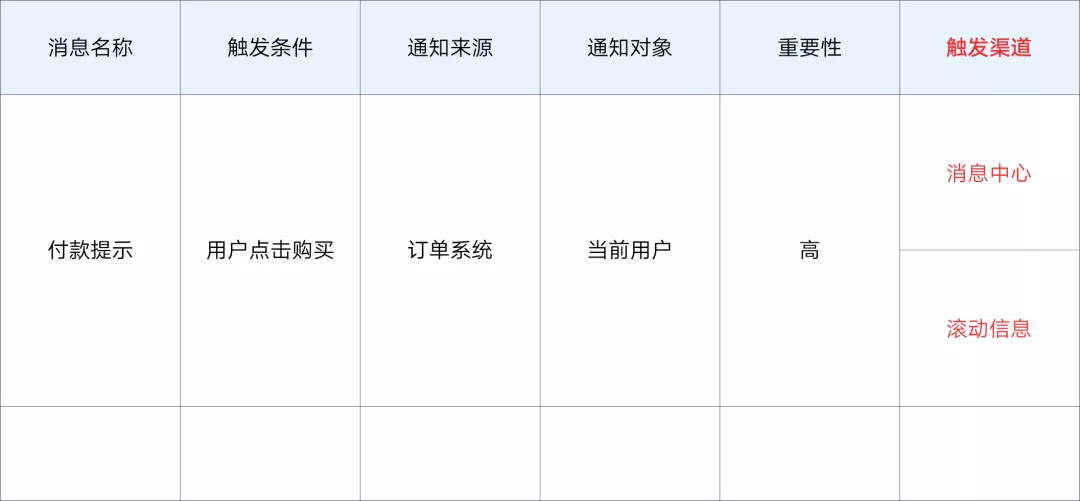 消息名称 触发条件 通知来源 通知对象 重要性 触发渠道
消息中心
付款提示 用户点击购买 订单系统 当前用户 高
滚动信息